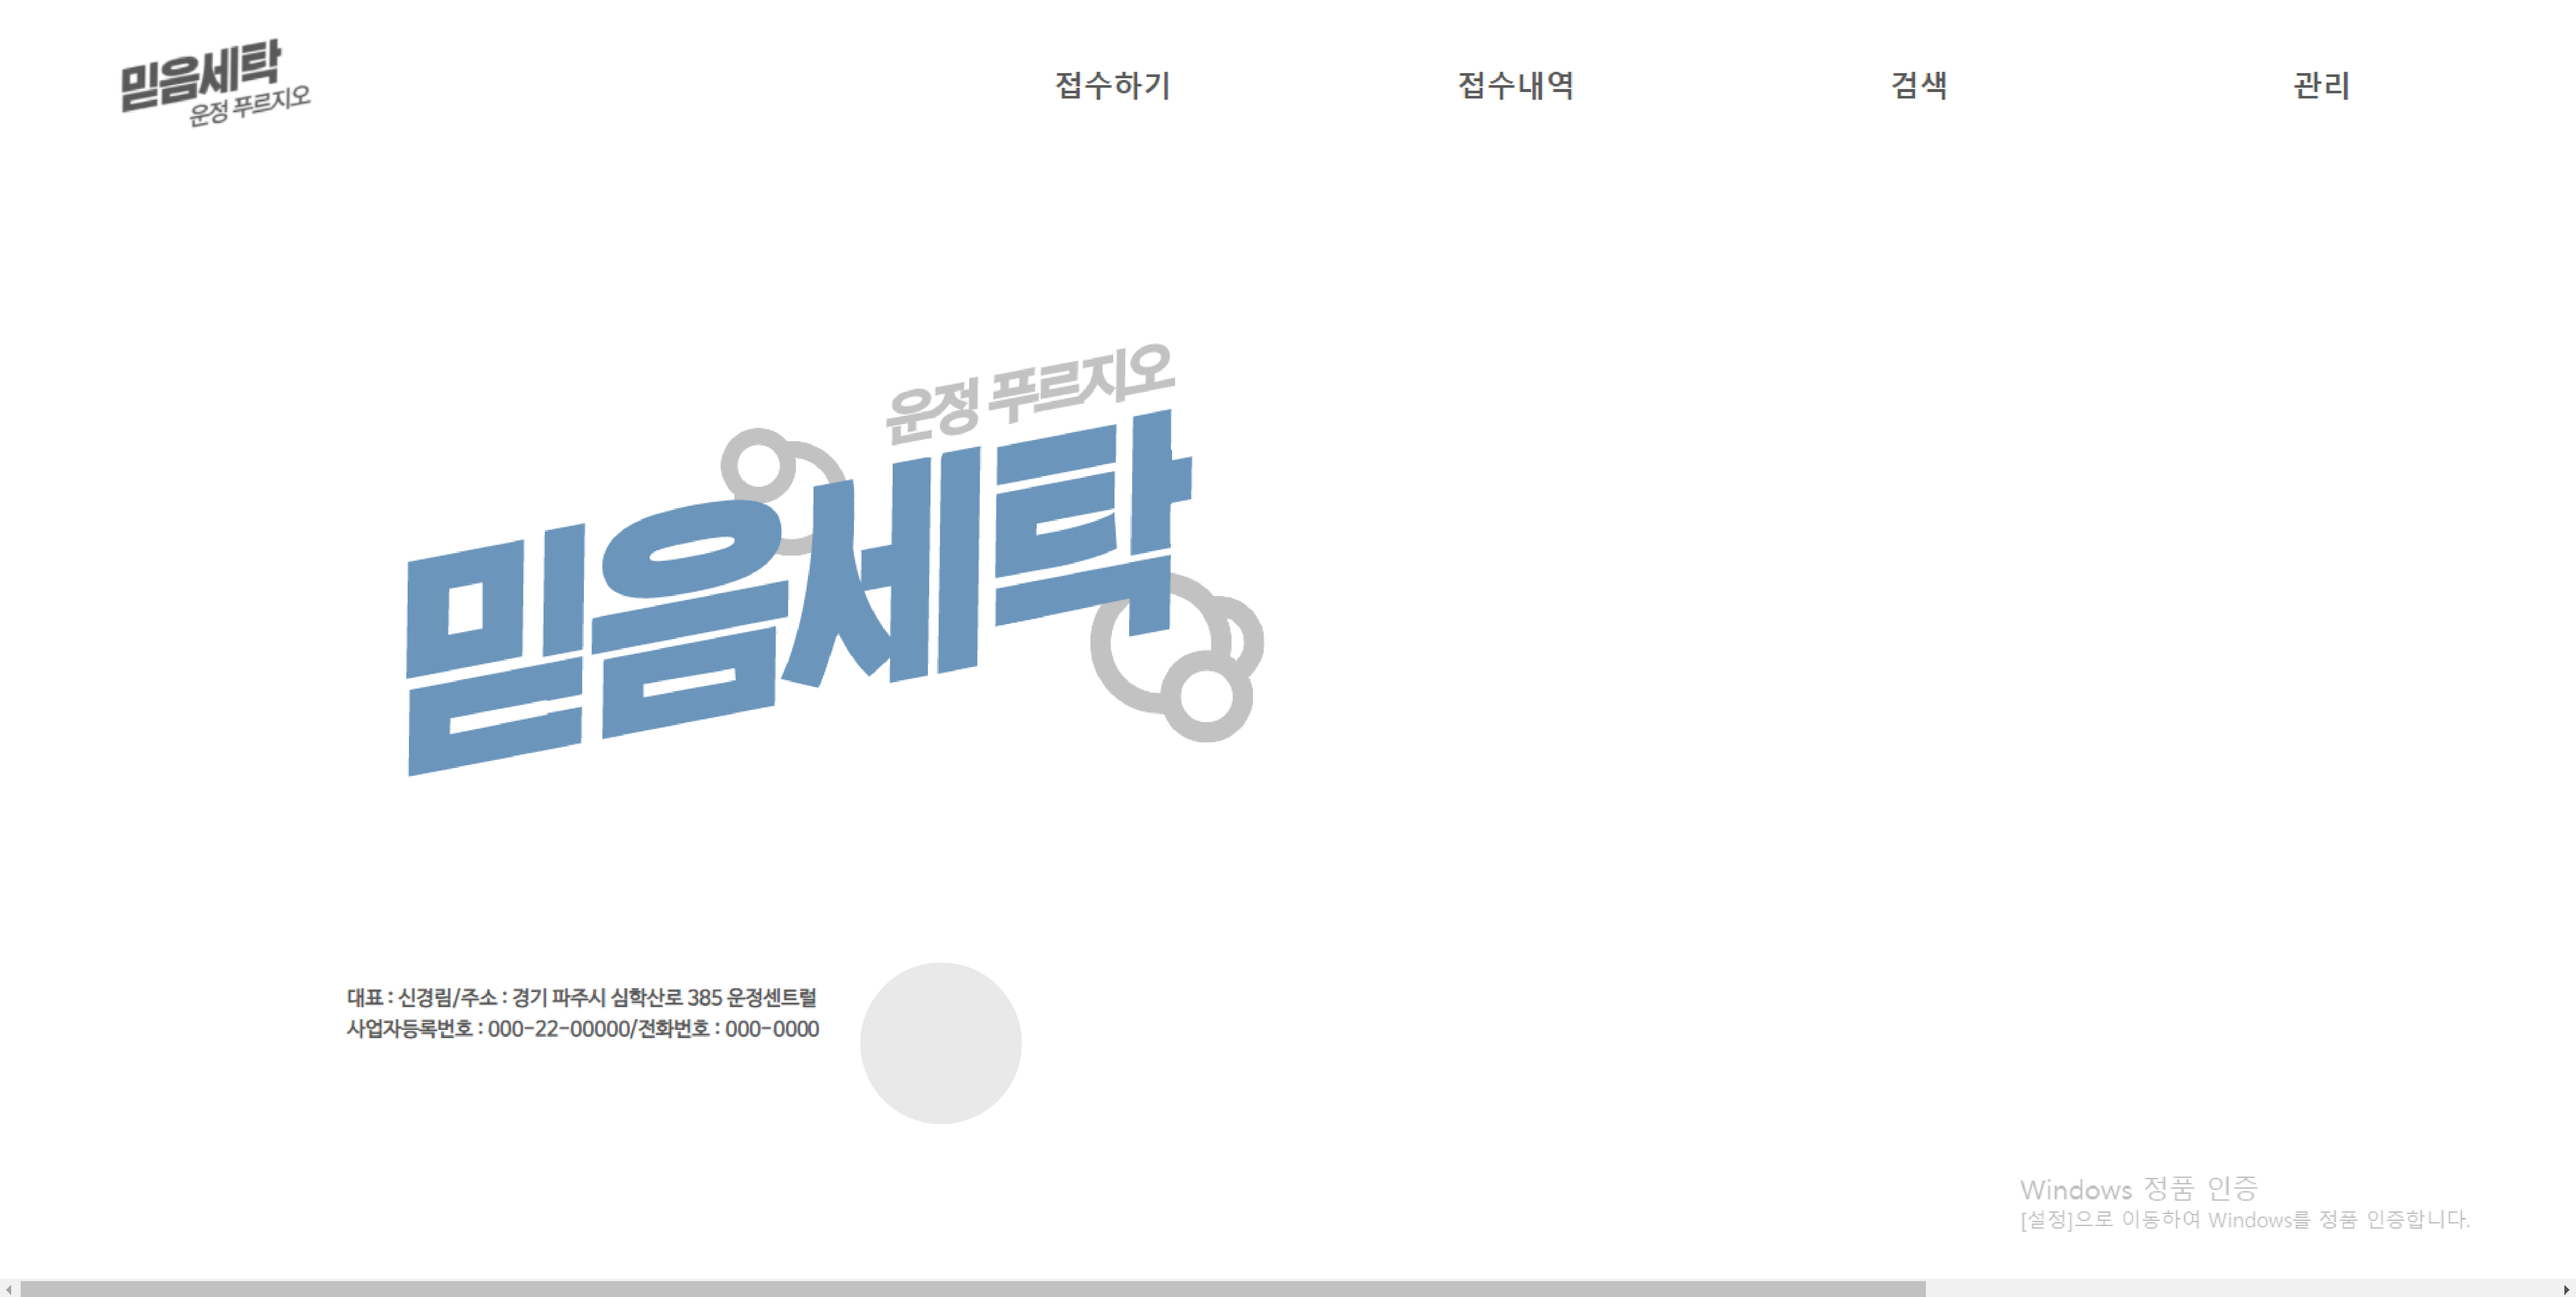 믿음세탁
운정 푸르지오
접수하기 접수내역 검색 관리
운정 푸르지오
믿음세탁
대표 : 신경림/주소 : 경기 파주시 심학산로 385 운정센트럴
사업자등록번호 : 000-22-00000/전화번호 : 000-0000
Windows 정품 인증
[설정]으로 이동하여 Windows를 정품 인증합니다.